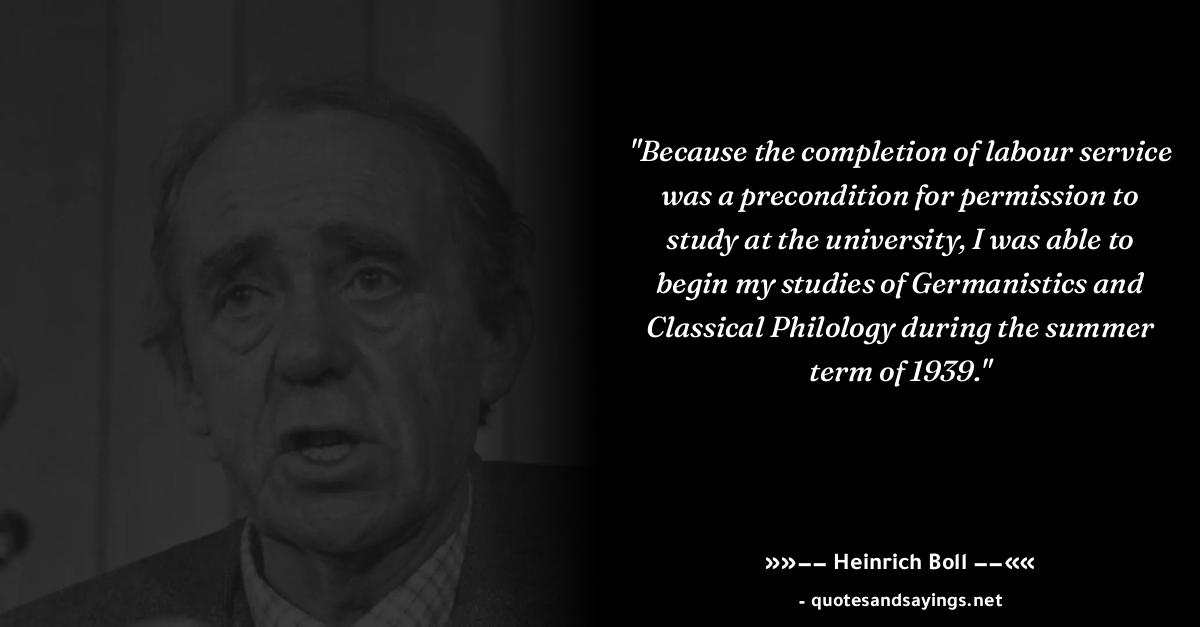 "Because the completion of labour service
was a precondition for permission to
study at the university, I was able to
begin my studies of Germanistics and
Classical Philology during the summer
term of 1939."
»»—— Heinrich Boll ——««
- quotesandsayings.net